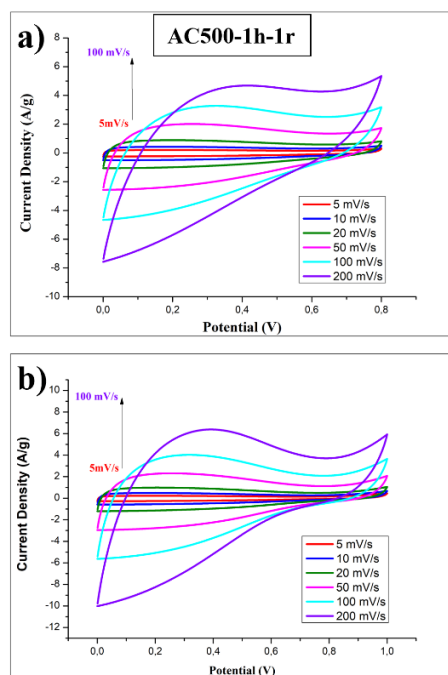 a)
AC500-1h-1r
100 mV/s
5mV/s
Current Density (A/g)
8
6
4
2
0
-2
-4
-6
-8
-10
5 mV/s
10 mV/s
20 mV/s
50 mV/s
100 mV/s
200 mV/s
0,0 0,2 0,4 0,6 0,8
Potential (V)
b)
100 mV/s
5mV/s
Current Density (A/g)
10
8
6
4
2
0
-2
-4
-6
-8
-10
-12
5 mV/s
10 mV/s
20 mV/s
50 mV/s
100 mV/s
200 mV/s
0,0 0,2 0,4 0,6 0,8 1,0
Potential (V)